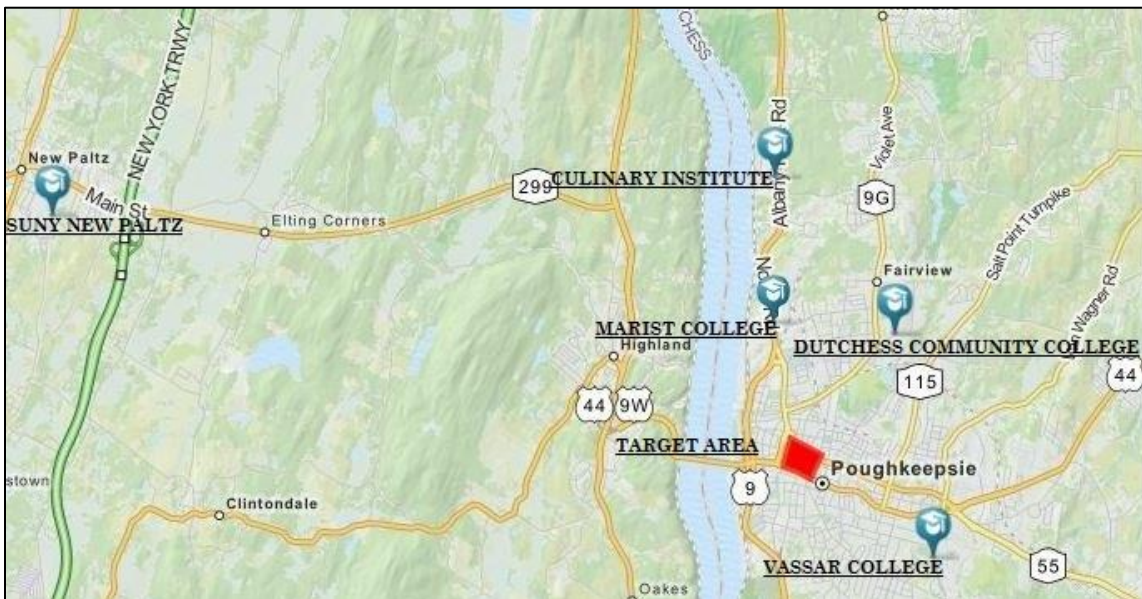 CHESS
NEW YORK TRWY
Rd
Albany
Violet Ave
New Paltz
CULINARY INSTITUTE
299
9G
Main St
SUNY NEW PALTZ
Elting Corners
Salt Point Turnpike
Fairview
Wagner Rd
MARIST COLLEGE
Highland
DUTCHESS COMMUNITY COLLEGE
44
115
44
9W
TARGET AREA
Poughkeepsie
stown
9
Clintondale
VASSAR COLLEGE
55
Oakes